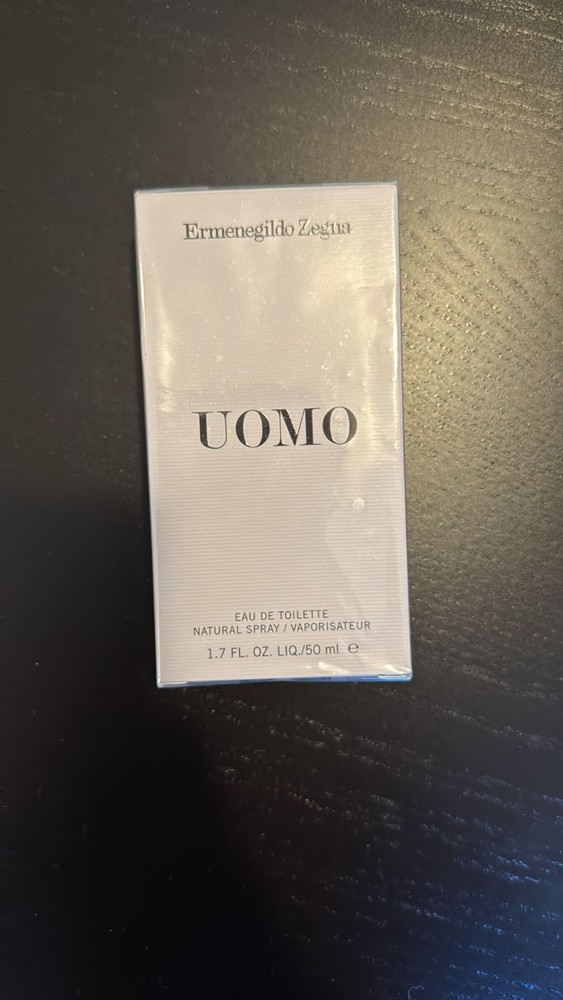 Ermenegildo Zegna
UOMO
EAU DE TOILETTE
NATURAL SPRAY / VAPORISATEUR
1.7 FL. OZ. LIQ./50 ml ℮